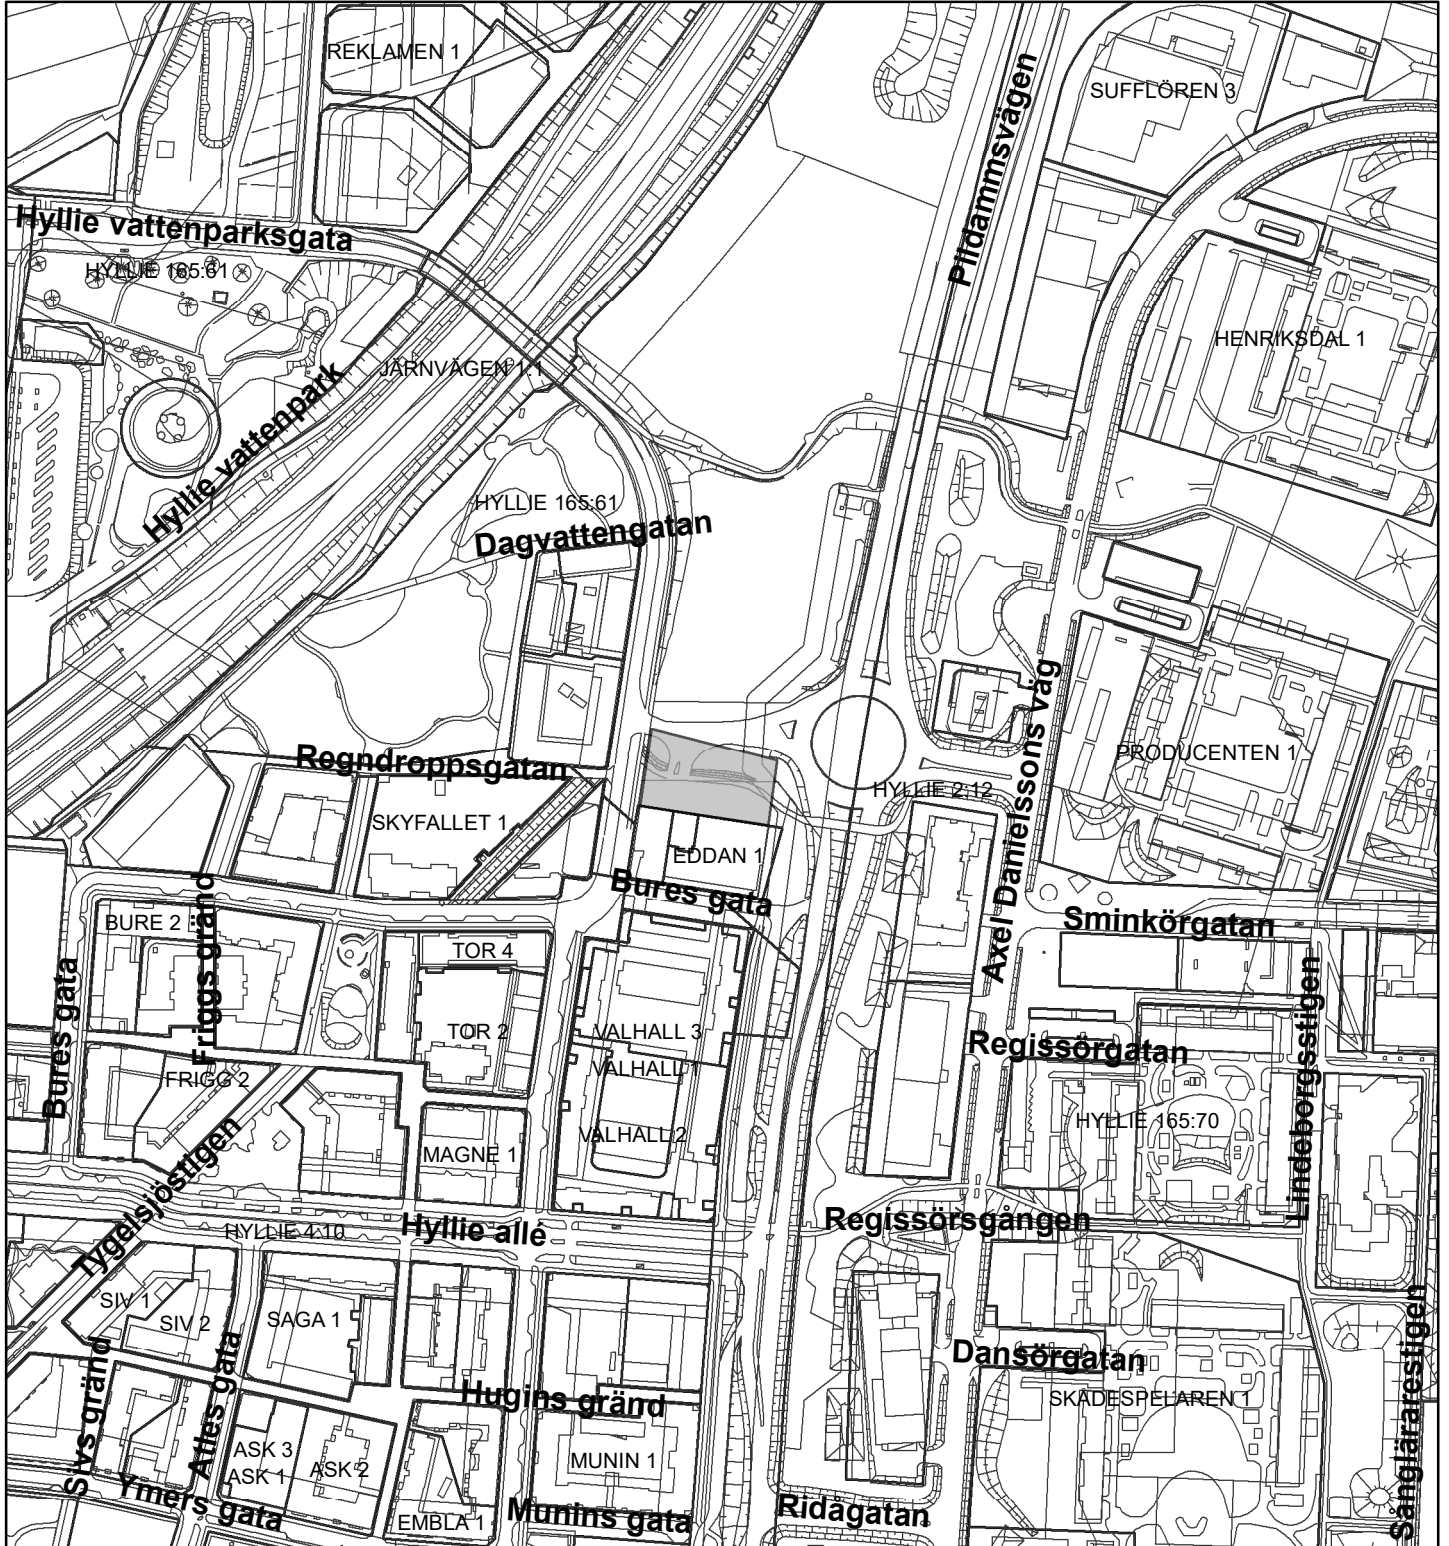 REKLAMEN 1
SUFFLÖREN 3
Pildammsvägen
Hyllie vattenparksgata
HYLLIE 165:61
HENRIKSDAL 1
JÄRNVÄGEN 1:1
Hyllie vattenpark
HYLLIE 165:61
Dagvattengatan
Axel Danielssons väg
Regndroppsgatan
PRODUCENTEN 1
HYLLIE 2:12
SKYFALLET 1
EDDAN 1
Bures gata
BURE 2
Friggs gränd
Sminkörgatan
TOR 4
Bures gata
TOR 2
VALHALL 3
Regissörgatan
Lindeborgsstigen
FRIGG 2
VALHALL 1
HYLLIE 165:70
VALHALL 2
MAGNE 1
Tygelsjöstigen
HYLLIE 4:10
Hyllie allé
Regissörsgången
SIV 1
SIV 2
SAGA 1
Dansörgatan
Sånglärarestigen
Sivs gränd
Atles gata
Hugins gränd
SKÅDESPELAREN 1
ASK 3
ASK 1
ASK 2
MUNIN 1
Ymers gata
EMBLA 1
Munins gata
Ridågatan